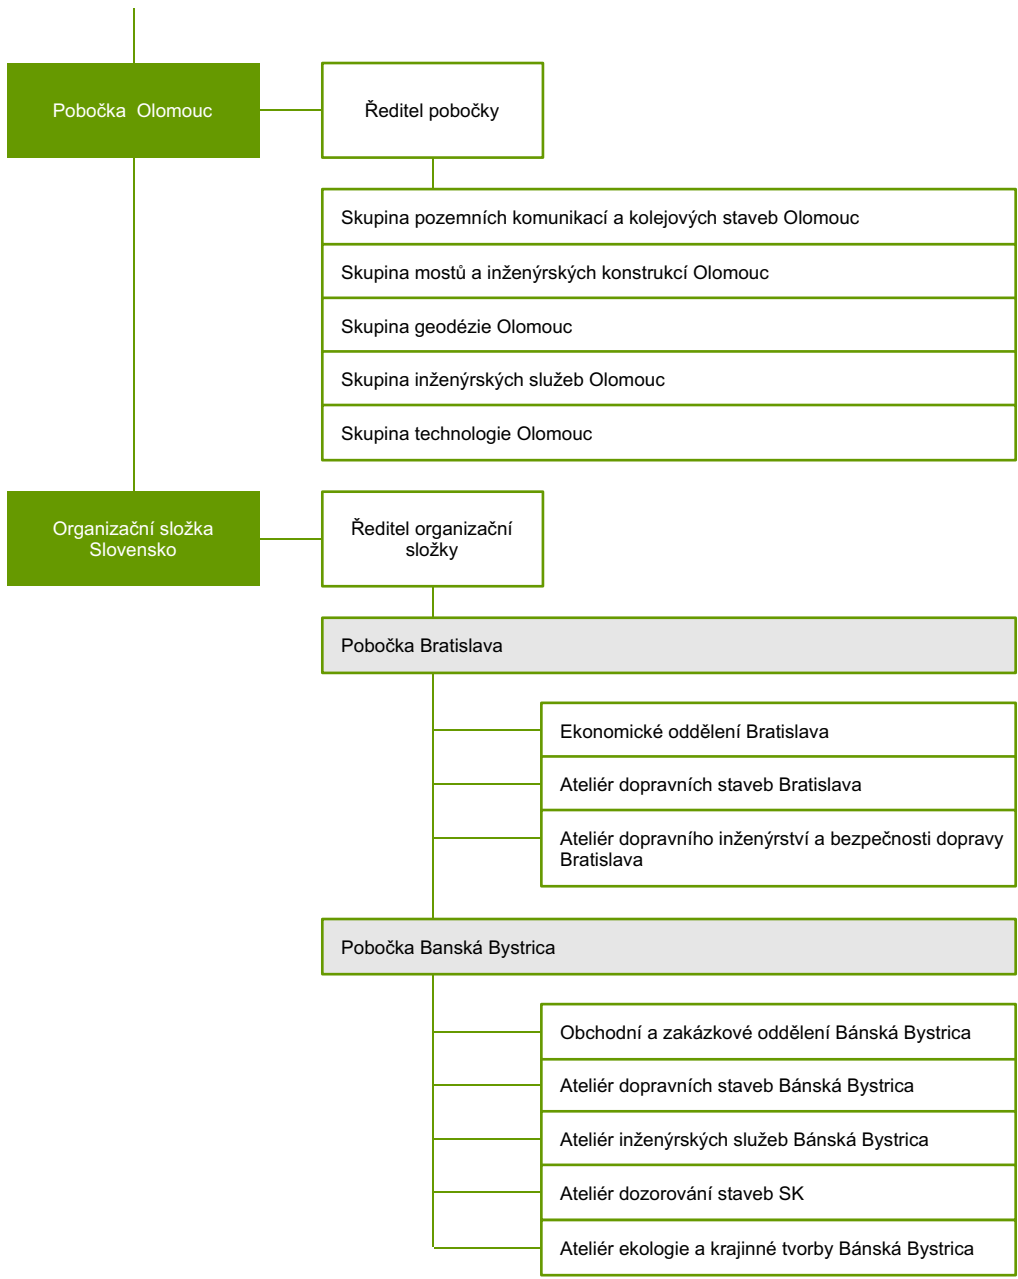 Pobočka  Olomouc
Ředitel pobočky
Skupina pozemních komunikací a kolejových staveb Olomouc
Skupina mostů a inženýrských konstrukcí Olomouc
Skupina geodézie Olomouc
Skupina inženýrských služeb Olomouc
Skupina technologie Olomouc
Organizační složka
Slovensko
Ředitel organizační
složky
Pobočka Bratislava
Ekonomické oddělení Bratislava
Ateliér dopravních staveb Bratislava
Ateliér dopravního inženýrství a bezpečnosti dopravy
Bratislava
Pobočka Banská Bystrica
Obchodní a zakázkové oddělení Bánská Bystrica
Ateliér dopravních staveb Bánská Bystrica
Ateliér inženýrských služeb Bánská Bystrica
Ateliér dozorování staveb SK
Ateliér ekologie a krajinné tvorby Bánská Bystrica